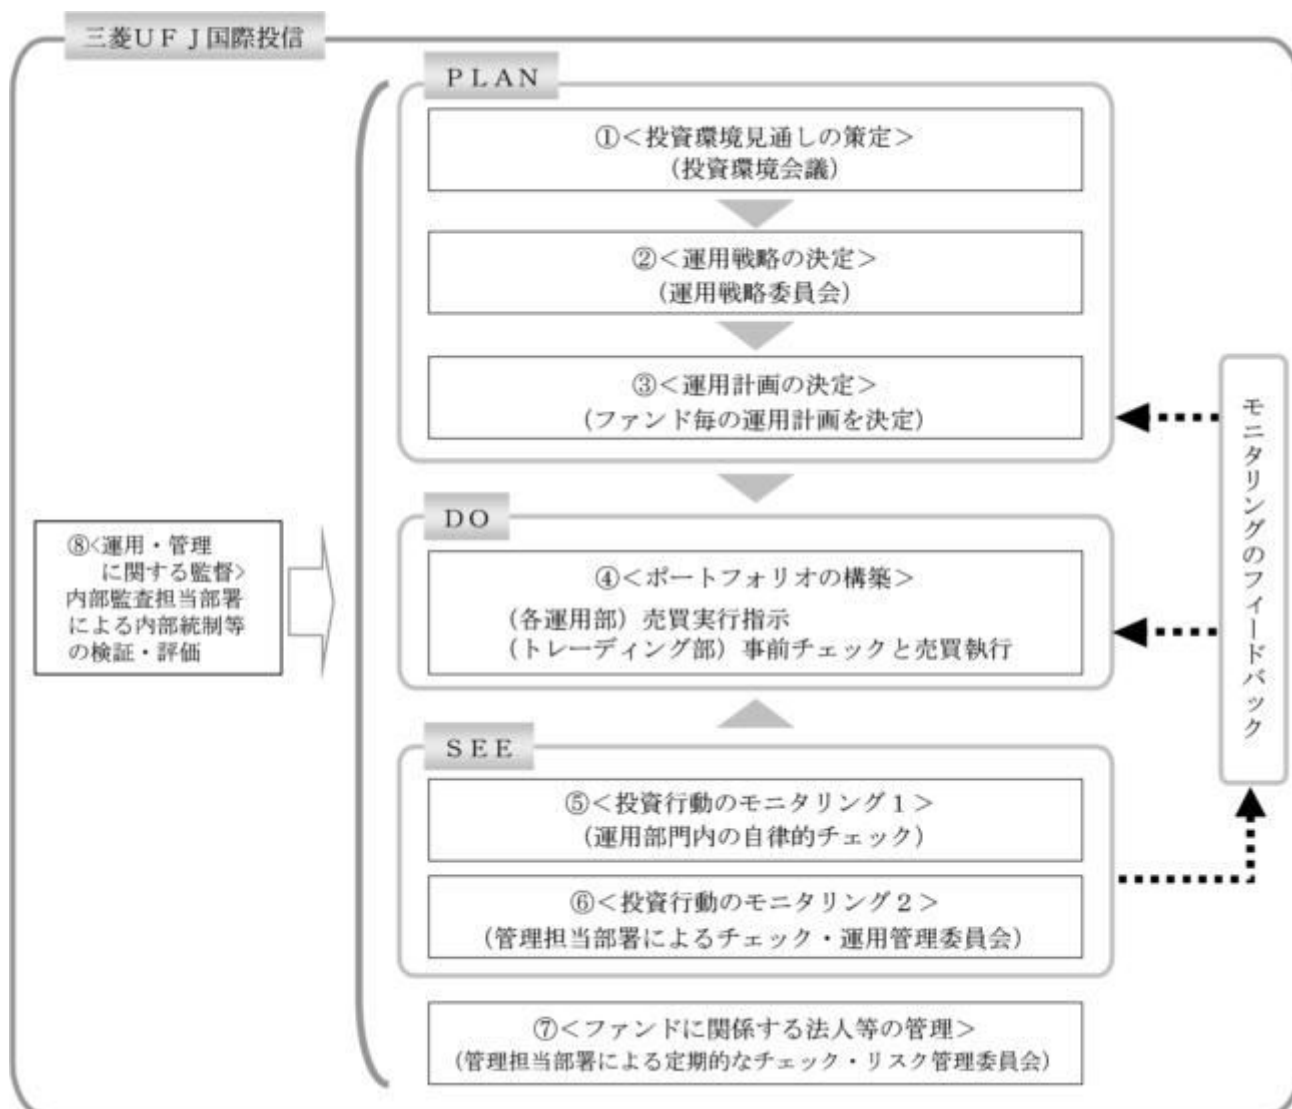 三菱ＵＦＪ国際投信
ＰＬＡＮ
①＜投資環境見通しの策定＞
（投資環境会議）
②＜運用戦略の決定＞
（運用戦略委員会）
③＜運用計画の決定＞
（ファンド毎の運用計画を決定）
ＤＯ
④＜ポートフォリオの構築＞
（各運用部）売買実行指示
（トレーディング部）事前チェックと売買執行
ＳＥＥ
⑤＜投資行動のモニタリング１＞
（運用部門内の自律的チェック）
⑥＜投資行動のモニタリング２＞
（管理担当部署によるチェック・運用管理委員会）
⑦＜ファンドに関係する法人等の管理＞
（管理担当部署による定期的なチェック・リスク管理委員会）
⑧<運用・管理
に関する監督>
内部監査担当部署
による内部統制等
の検証・評価
モニタリングのフィードバック